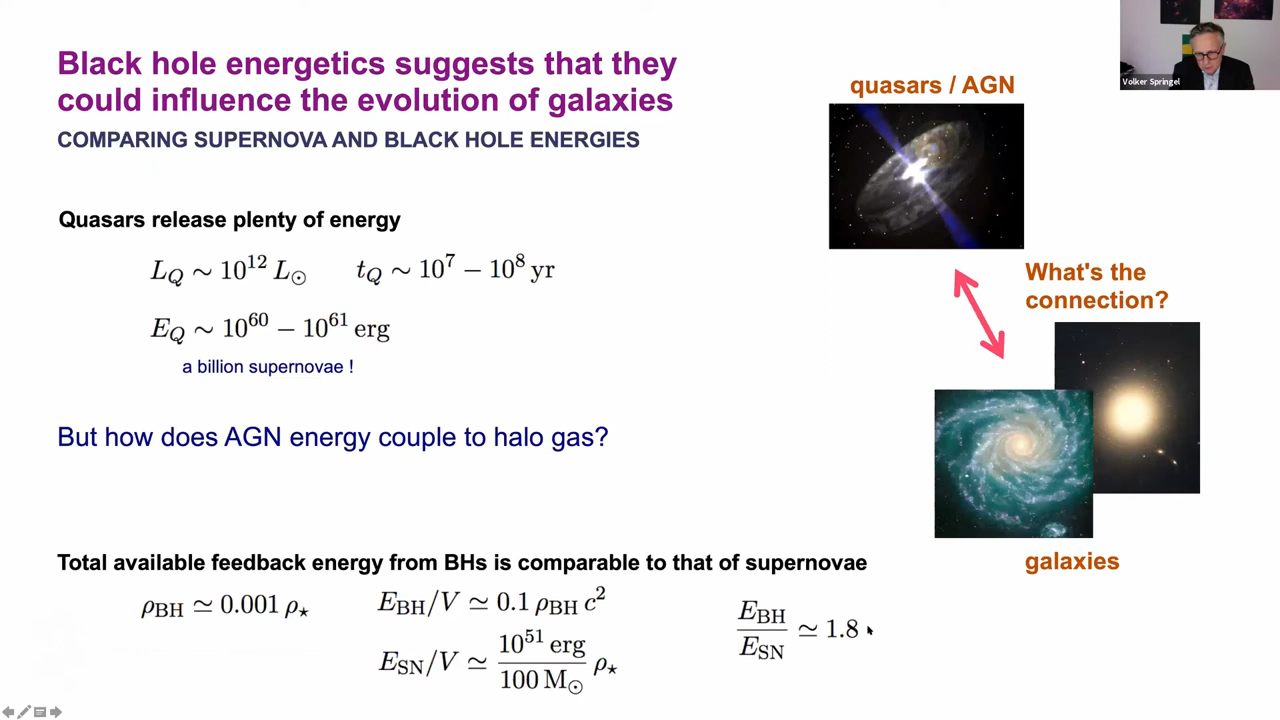 Black hole energetics suggests that they
could influence the evolution of galaxies
COMPARING SUPERNOVA AND BLACK HOLE ENERGIES
Quasars release plenty of energy
L_Q ∼ 10^12 L_⊙    t_Q ∼ 10^7 − 10^8 yr
E_Q ∼ 10^60 − 10^61 erg
a billion supernovae !
But how does AGN energy couple to halo gas?
Total available feedback energy from BHs is comparable to that of supernovae
ρ_BH ≃ 0.001 ρ_⋆
E_BH/V ≃ 0.1 ρ_BH c^2
E_SN/V ≃ 10^51 erg / 100 M_⊙ ρ_⋆
E_BH / E_SN ≃ 1.8
quasars / AGN
What's the
connection?
galaxies
Volker Springel